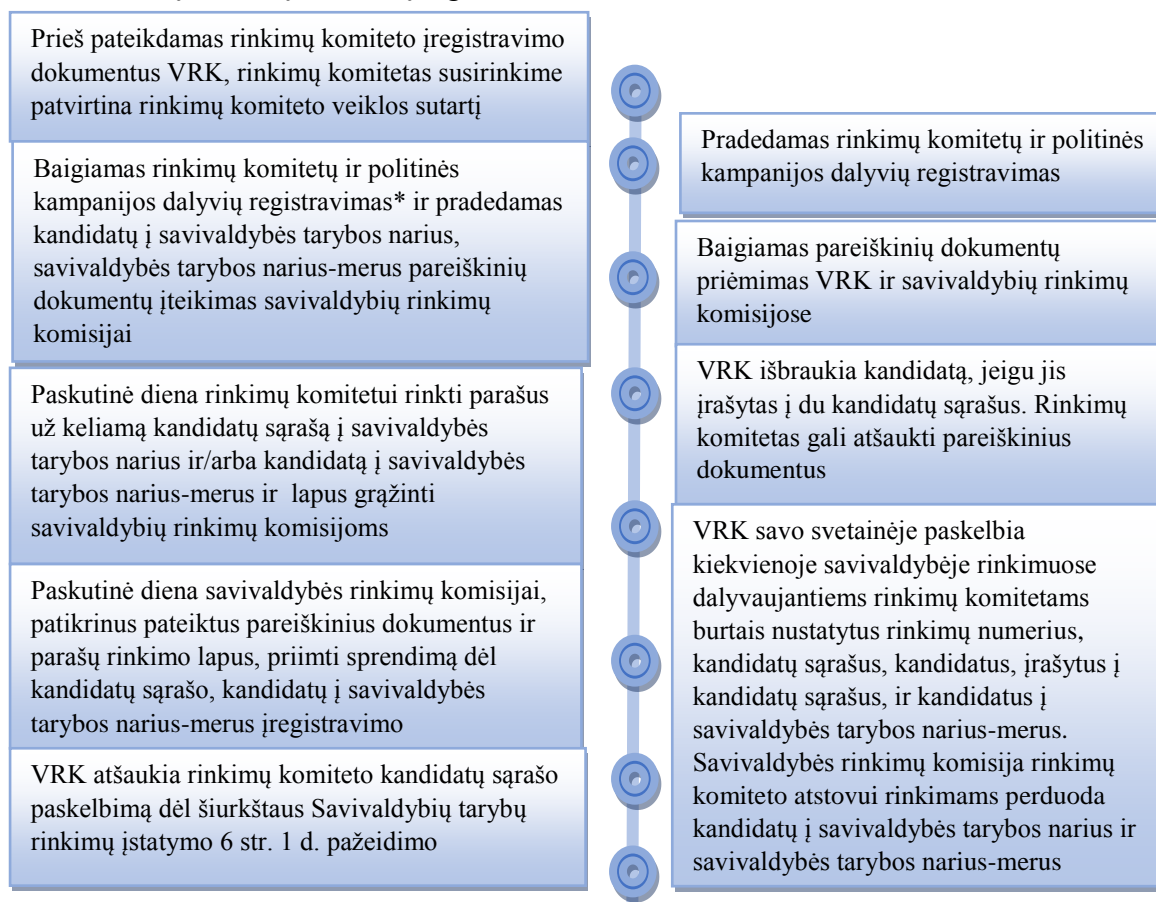 Prieš pateikdamas rinkimų komiteto įregistravimo
dokumentus VRK, rinkimų komitetas susirinkime
patvirtina rinkimų komiteto veiklos sutartį
Pradedamas rinkimų komitetų ir politinės
kampanijos dalyvių registravimas
Baigiamas rinkimų komitetų ir politinės
kampanijos dalyvių registravimas* ir pradedamas
kandidatų į savivaldybės tarybos narius,
savivaldybės tarybos narius-merus pareiškinių
dokumentų įteikimas savivaldybių rinkimų
komisijai
Baigiamas pareiškinių dokumentų
priėmimas VRK ir savivaldybių rinkimų
komisijose
Paskutinė diena rinkimų komitetui rinkti parašus
už keliamą kandidatų sąrašą į savivaldybės
tarybos narius ir/arba kandidatą į savivaldybės
tarybos narius-merus ir lapus grąžinti
savivaldybių rinkimų komisijoms
VRK išbraukia kandidatą, jeigu jis
įrašytas į du kandidatų sąrašus. Rinkimų
komitetas gali atšaukti pareiškinius
dokumentus
Paskutinė diena savivaldybės rinkimų komisijai,
patikrinus pateiktus pareiškinius dokumentus ir
parašų rinkimo lapus, priimti sprendimą dėl
kandidatų sąrašo, kandidatų į savivaldybės
tarybos narius-merus įregistravimo
VRK savo svetainėje paskelbia
kiekvienoje savivaldybėje rinkimuose
dalyvaujantiems rinkimų komitetams
burtais nustatytus rinkimų numerius,
kandidatų sąrašus, kandidatus, įrašytus į
kandidatų sąrašus, ir kandidatus į
savivaldybės tarybos narius-merus.
Savivaldybės rinkimų komisija rinkimų
komiteto atstovui rinkimams perduoda
kandidatų į savivaldybės tarybos narius ir
savivaldybės tarybos narius-merus
VRK atšaukia rinkimų komiteto kandidatų sąrašo
paskelbimą dėl šiurkštaus Savivaldybių tarybų
rinkimų įstatymo 6 str. 1 d. pažeidimo